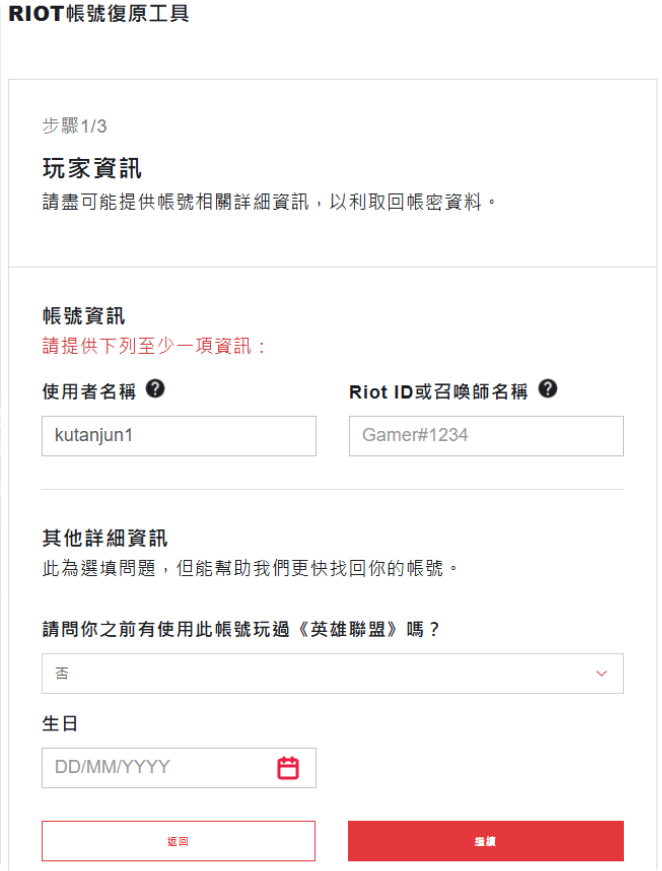 RIOT帳號復原工具
步驟1/3
玩家資訊
請盡可能提供帳號相關詳細資訊，以利取回帳密資料。
帳號資訊
請提供下列至少一項資訊：
使用者名稱 ?
Riot ID或召喚師名稱 ?
kutanjun1
Gamer#1234
其他詳細資訊
此為選填問題，但能幫助我們更快找回你的帳號。
請問你之前有使用此帳號玩過《英雄聯盟》嗎？
否
生日
DD/MM/YYYY
返回
繼續